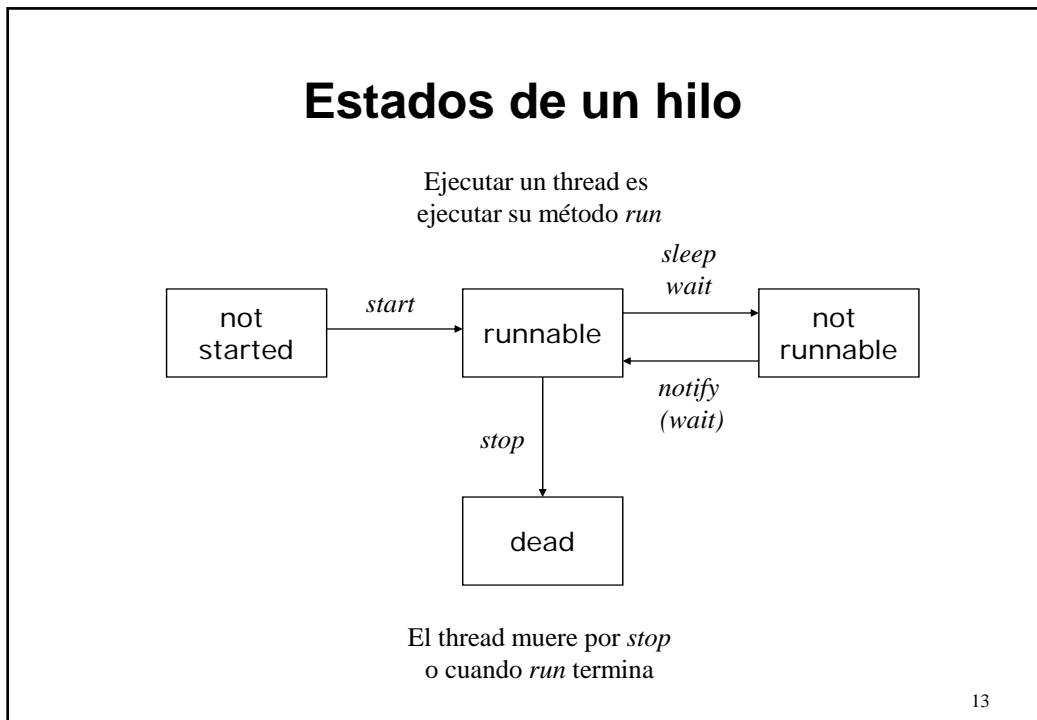 Estados de un hilo
Ejecutar un thread es
ejecutar su método run
sleep
wait
not
started
start
runnable
not
runnable
notify
(wait)
stop
dead
El thread muere por stop
o cuando run termina
13